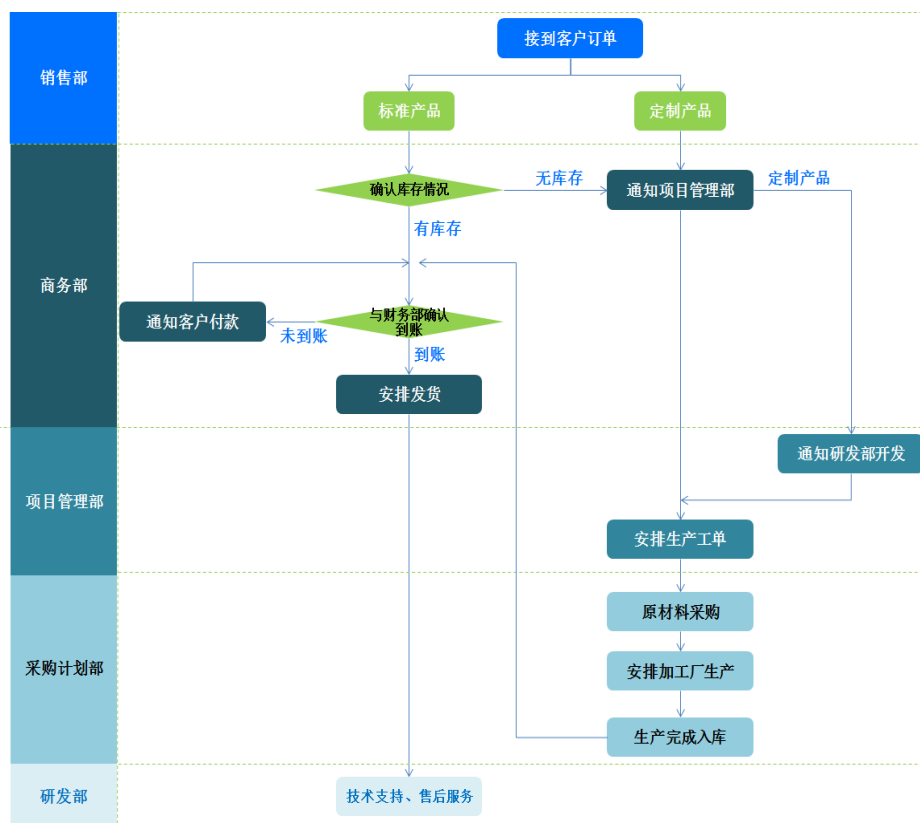 接到客户订单
销售部
标准产品
定制产品
确认库存情况
无库存
通知项目管理部
定制产品
有库存
商务部
通知客户付款
未到账
与财务部确认
到账
到账
安排发货
通知研发部开发
项目管理部
安排生产工单
原材料采购
采购计划部
安排加工厂生产
生产完成入库
研发部
技术支持、售后服务